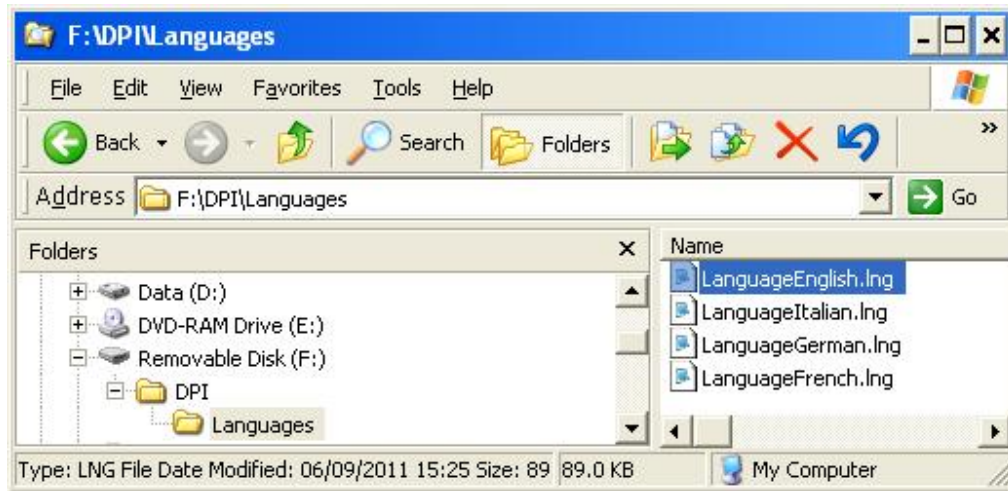 F:\DPI\Languages
File Edit View Favorites Tools Help
Back Search Folders »
Address F:\DPI\Languages Go
Folders x Name
Data (D:) LanguageEnglish.lng
DVD-RAM Drive (E:) LanguageItalian.lng
Removable Disk (F:) LanguageGerman.lng
DPI LanguageFrench.lng
Languages
Type: LNG File Date Modified: 06/09/2011 15:25 Size: 89 89.0 KB My Computer